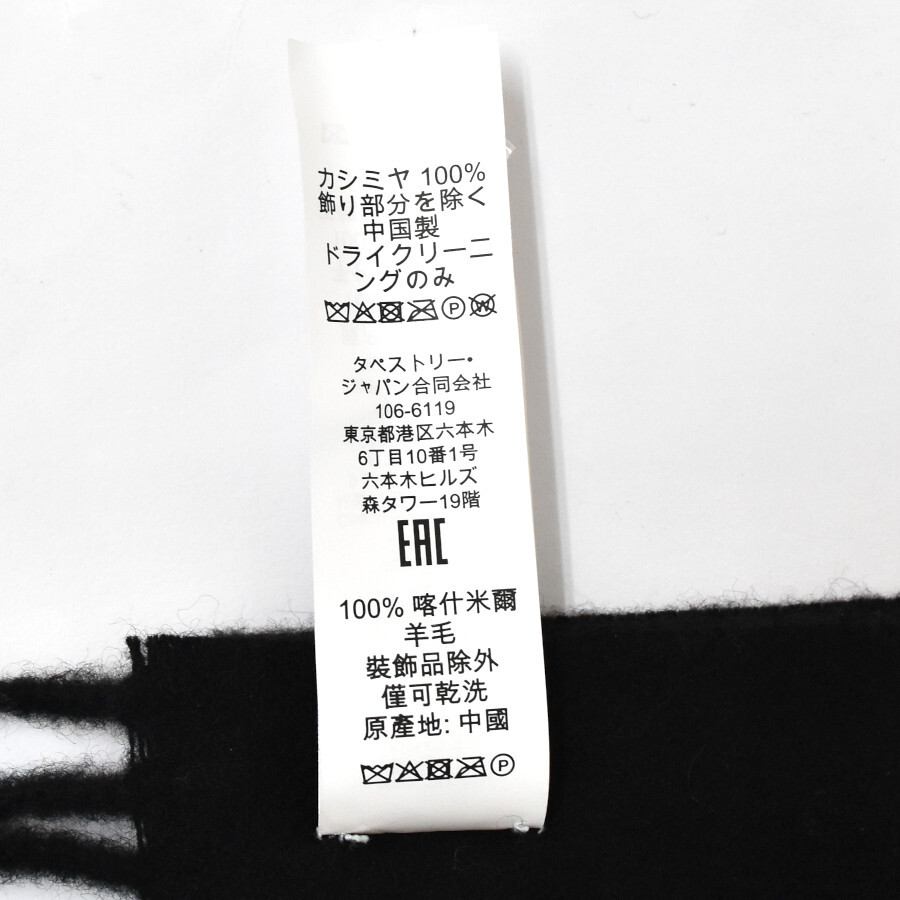 カシミヤ 100%
飾り部分を除く
中国製
ドライクリーニ
ングのみ
P W
タペストリー・
ジャパン合同会社
106-6119
東京都港区六本木
6丁目10番1号
六本木ヒルズ
森タワー19階
EAC
100% 喀什米爾
羊毛
裝飾品除外
僅可乾洗
原產地: 中國
P